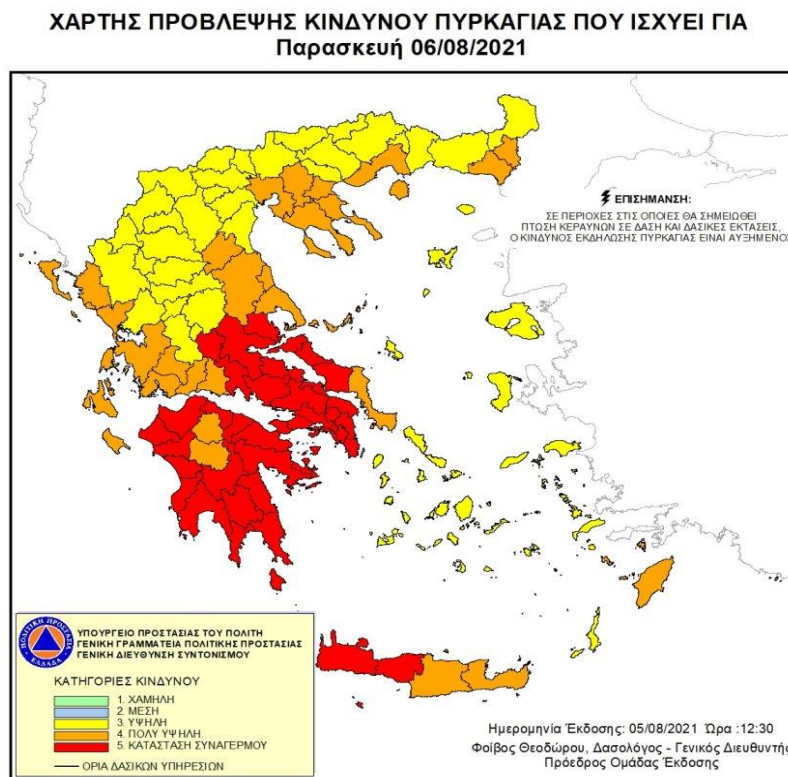 ΧΑΡΤΗΣ ΠΡΟΒΛΕΨΗΣ ΚΙΝΔΥΝΟΥ ΠΥΡΚΑΓΙΑΣ ΠΟΥ ΙΣΧΥΕΙ ΓΙΑ
Παρασκευή 06/08/2021
ΕΠΙΣΗΜΑΝΣΗ:
ΣΕ ΠΕΡΙΟΧΕΣ ΣΤΙΣ ΟΠΟΙΕΣ ΘΑ ΣΗΜΕΙΩΘΕΙ
ΠΤΩΣΗ ΚΕΡΑΥΝΩΝ ΣΕ ΔΑΣΗ ΚΑΙ ΔΑΣΙΚΕΣ ΕΚΤΑΣΕΙΣ,
Ο ΚΙΝΔΥΝΟΣ ΕΚΔΗΛΩΣΗΣ ΠΥΡΚΑΓΙΑΣ ΕΙΝΑΙ ΑΥΞΗΜΕΝΟΣ
ΠΟΛΙΤΙΚΗ ΠΡΟΣΤΑΣΙΑ
ΕΛΛΑΔΑ
ΥΠΟΥΡΓΕΙΟ ΠΡΟΣΤΑΣΙΑΣ ΤΟΥ ΠΟΛΙΤΗ
ΓΕΝΙΚΗ ΓΡΑΜΜΑΤΕΙΑ ΠΟΛΙΤΙΚΗΣ ΠΡΟΣΤΑΣΙΑΣ
ΓΕΝΙΚΗ ΔΙΕΥΘΥΝΣΗ ΣΥΝΤΟΝΙΣΜΟΥ
ΚΑΤΗΓΟΡΙΕΣ ΚΙΝΔΥΝΟΥ
1. ΧΑΜΗΛΗ
2. ΜΕΣΗ
3. ΥΨΗΛΗ
4. ΠΟΛΥ ΥΨΗΛΗ
5. ΚΑΤΑΣΤΑΣΗ ΣΥΝΑΓΕΡΜΟΥ
ΟΡΙΑ ΔΑΣΙΚΩΝ ΥΠΗΡΕΣΙΩΝ
Ημερομηνία Έκδοσης: 05/08/2021 Ώρα :12:30
Φοίβος Θεοδώρου, Δασολόγος - Γενικός Διευθυντής
Πρόεδρος Ομάδας Έκδοσης